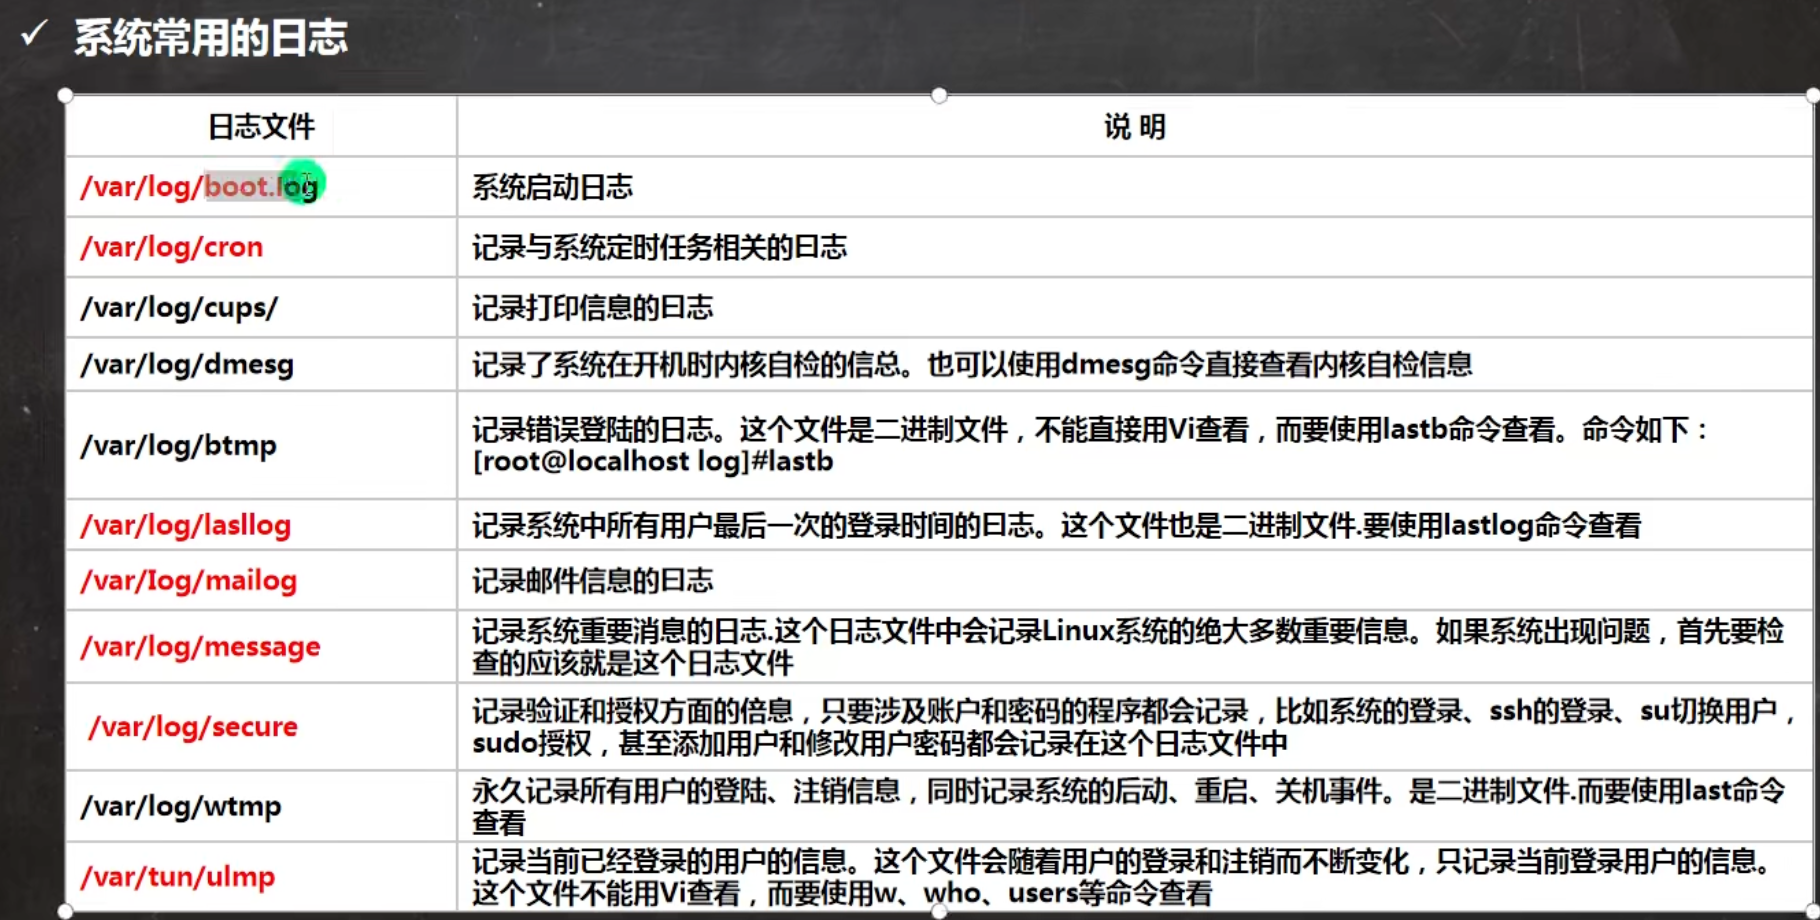 ✓ 系统常用的日志
日志文件
说 明
/var/log/boot.log
系统启动日志
/var/log/cron
记录与系统定时任务相关的曰志
/var/log/cups/
记录打印信息的曰志
/var/log/dmesg
记录了系统在开机时内核自检的信总。也可以使用dmesg命令直接查看内核自检信息
/var/log/btmp
记录错误登陆的日志。这个文件是二进制文件，不能直接用Vi查看，而要使用lastb命令查看。命令如下：
[root@localhost log]#lastb
/var/log/lasllog
记录系统中所有用户最后一次的登录时间的曰志。这个文件也是二进制文件.要使用lastlog命令查看
/var/Iog/mailog
记录邮件信息的曰志
/var/log/message
记录系统重要消息的日志.这个日志文件中会记录Linux系统的绝大多数重要信息。如果系统出现问题，首先要检
查的应该就是这个日志文件
/var/log/secure
记录验证和授权方面的倍息，只要涉及账户和密码的程序都会记录，比如系统的登录、ssh的登录、su切换用户，
sudo授权，甚至添加用户和修改用户密码都会记录在这个日志文件中
/var/log/wtmp
永久记录所有用户的登陆、注销信息，同时记录系统的后动、重启、关机事件。是二进制文件.而要使用last命令
查看
/var/tun/ulmp
记录当前已经登录的用户的信息。这个文件会随着用户的登录和注销而不断变化，只记录当前登录用户的信息。
这个文件不能用Vi查看，而要使用w、who、users等命令查看